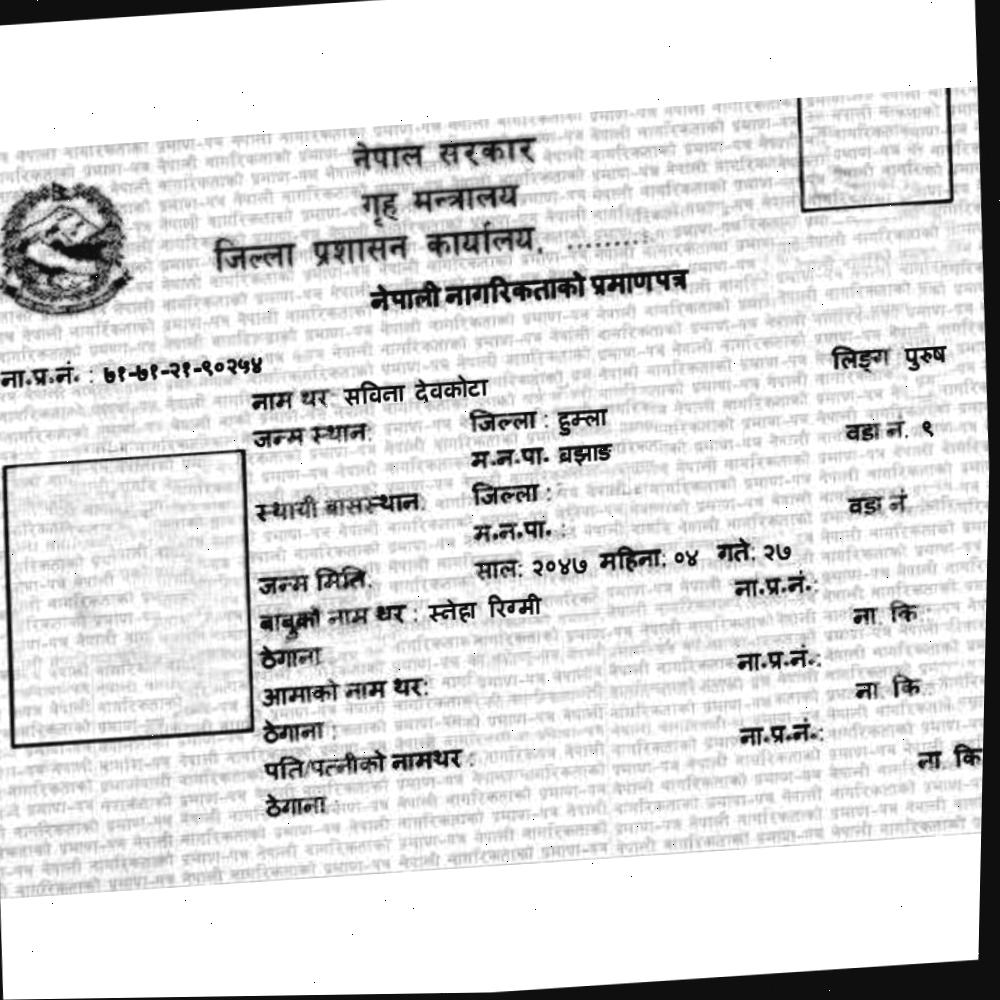 नेपाल सरकार
गृह मन्त्रालय
जिल्ला प्रशासन कार्यालय, .........
नेपाली नागरिकताको प्रमाणपत्र
ना.प्र.नं. : ७१-७१-२१-९०२५४
लिङ्ग पुरुष
नाम थर सविना देवकोटा
जन्म स्थान: जिल्ला : हुम्ला
म.न.पा. ब्रझाङ वडा नं. ९
स्थायी बासस्थान: जिल्ला :
म.न.पा. : वडा नं.
जन्म मिति: साल: २०४७ महिना: ०४ गते: २७
बाबुको नाम थर : स्नेहा रिग्मी ना.प्र.नं.:
ठेगाना ना. कि.
आमाको नाम थर: ना.प्र.नं.:
ठेगाना : ना. कि.
पति/पत्नीको नामथर : ना.प्र.नं.:
ठेगाना : ना. कि